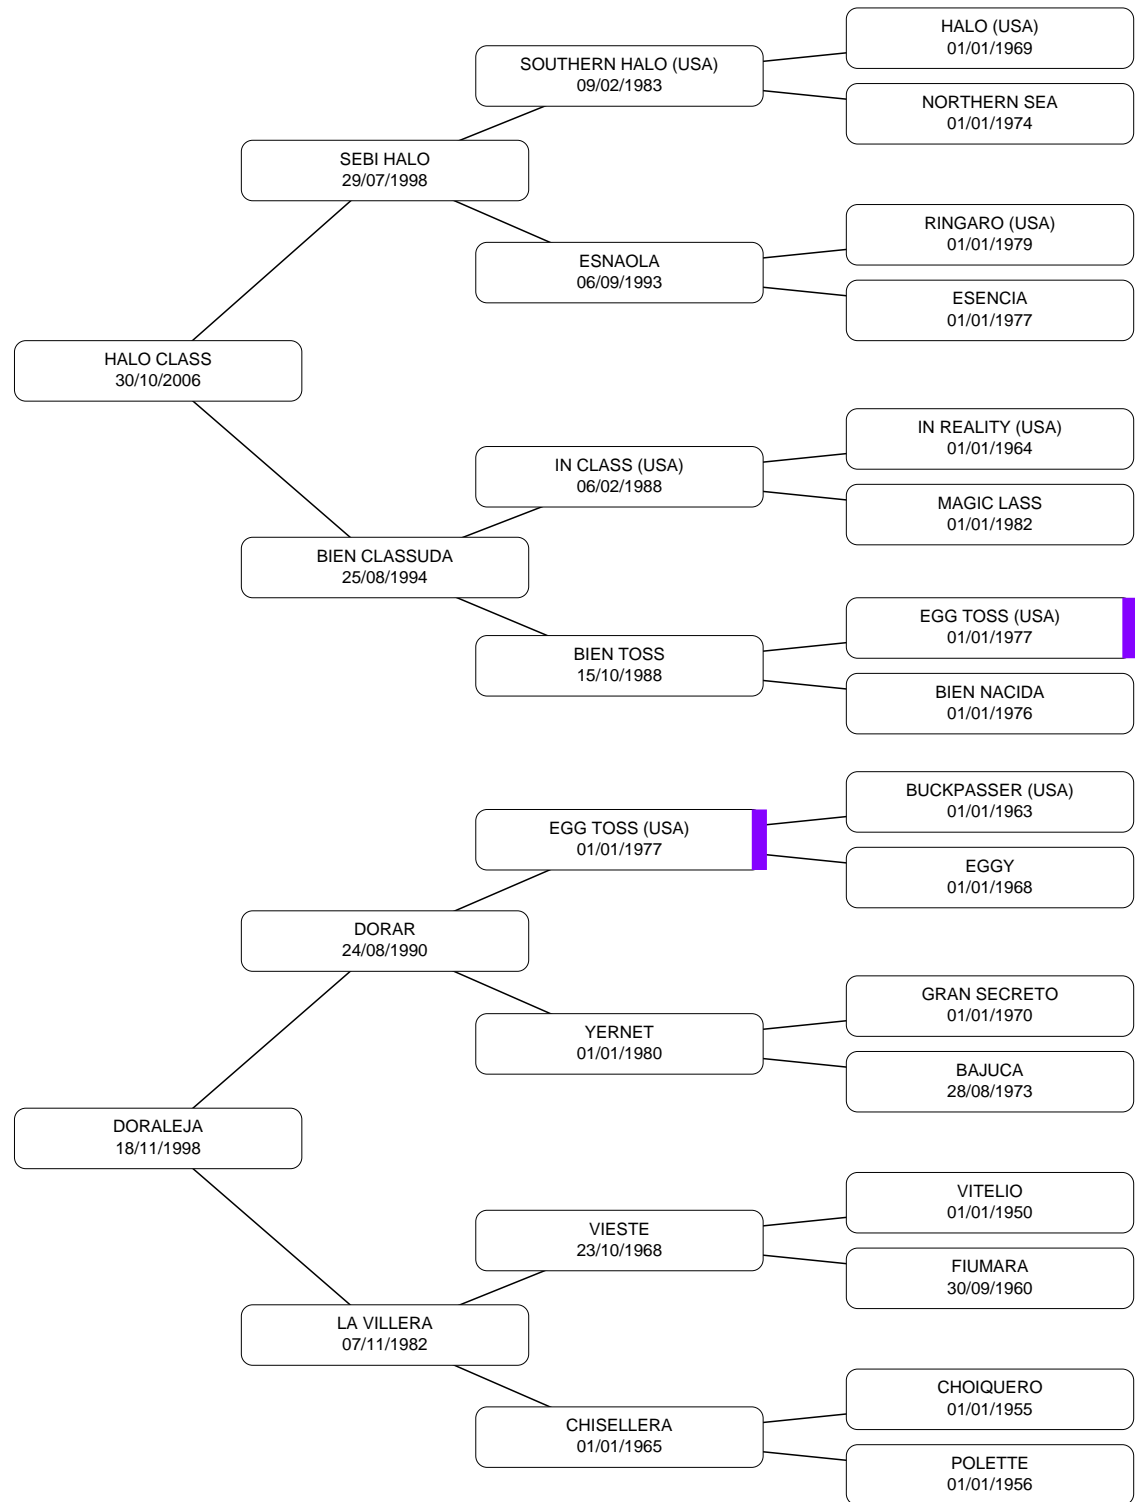 HALO (USA)
01/01/1969
SOUTHERN HALO (USA)
09/02/1983
NORTHERN SEA
01/01/1974
SEBI HALO
29/07/1998
RINGARO (USA)
01/01/1979
ESNAOLA
06/09/1993
ESENCIA
01/01/1977
HALO CLASS
30/10/2006
IN REALITY (USA)
01/01/1964
IN CLASS (USA)
06/02/1988
MAGIC LASS
01/01/1982
BIEN CLASSUDA
25/08/1994
EGG TOSS (USA)
01/01/1977
BIEN TOSS
15/10/1988
BIEN NACIDA
01/01/1976
BUCKPASSER (USA)
01/01/1963
EGG TOSS (USA)
01/01/1977
EGGY
01/01/1968
DORAR
24/08/1990
GRAN SECRETO
01/01/1970
YERNET
01/01/1980
BAJUCA
28/08/1973
DORALEJA
18/11/1998
VITELIO
01/01/1950
VIESTE
23/10/1968
FIUMARA
30/09/1960
LA VILLERA
07/11/1982
CHOIQUERO
01/01/1955
CHISELLERA
01/01/1965
POLETTE
01/01/1956